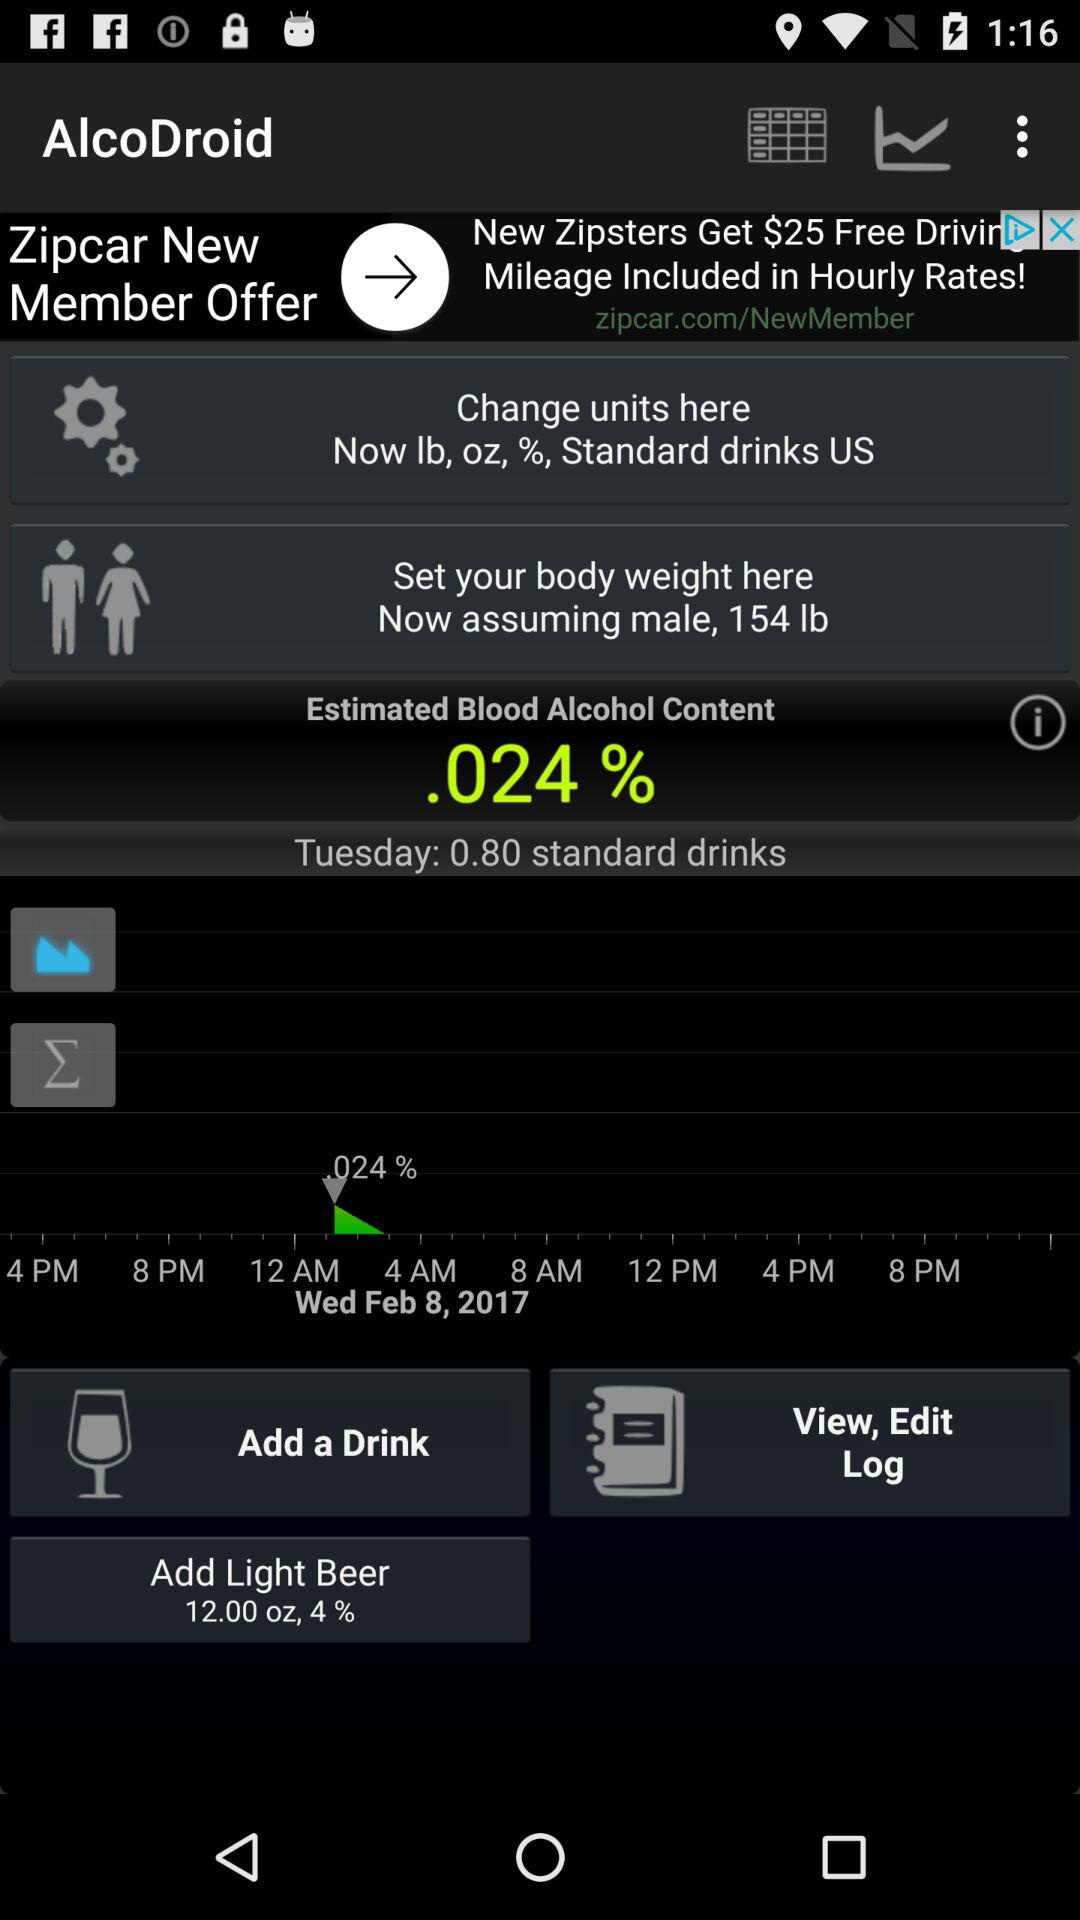 1:16
AlcoDroid
Zipcar New
Member Offer
New Zipsters Get $25 Free Driving
Mileage Included in Hourly Rates!
zipcar.com/NewMember
Change units here
Now lb, oz, %, Standard drinks US
Set your body weight here
Now assuming male, 154 lb
Estimated Blood Alcohol Content
.024 %
Tuesday: 0.80 standard drinks
Σ
.024 %
4 PM 8 PM 12 AM 4 AM 8 AM 12 PM 4 PM 8 PM
Wed Feb 8, 2017
Add a Drink
View, Edit
Log
Add Light Beer
12.00 oz, 4 %